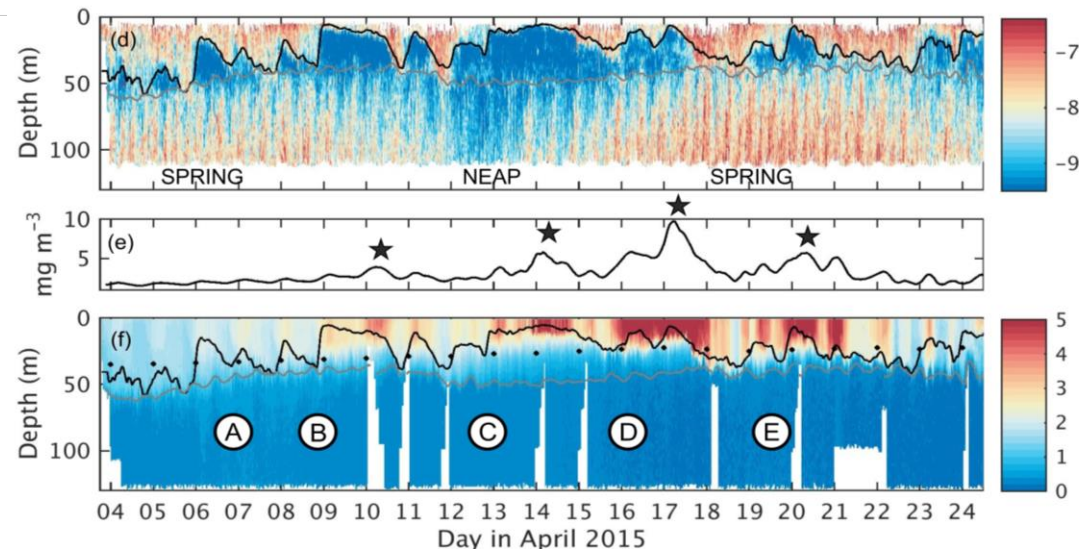 0
(d)
50
Depth (m)
100
SPRING NEAP SPRING
-7
-8
-9
10
(e)
5
mg m⁻³
0
0
(f)
50
Depth (m)
100
A B C D E
5
4
3
2
1
0
04 05 06 07 08 09 10 11 12 13 14 15 16 17 18 19 20 21 22 23 24
Day in April 2015